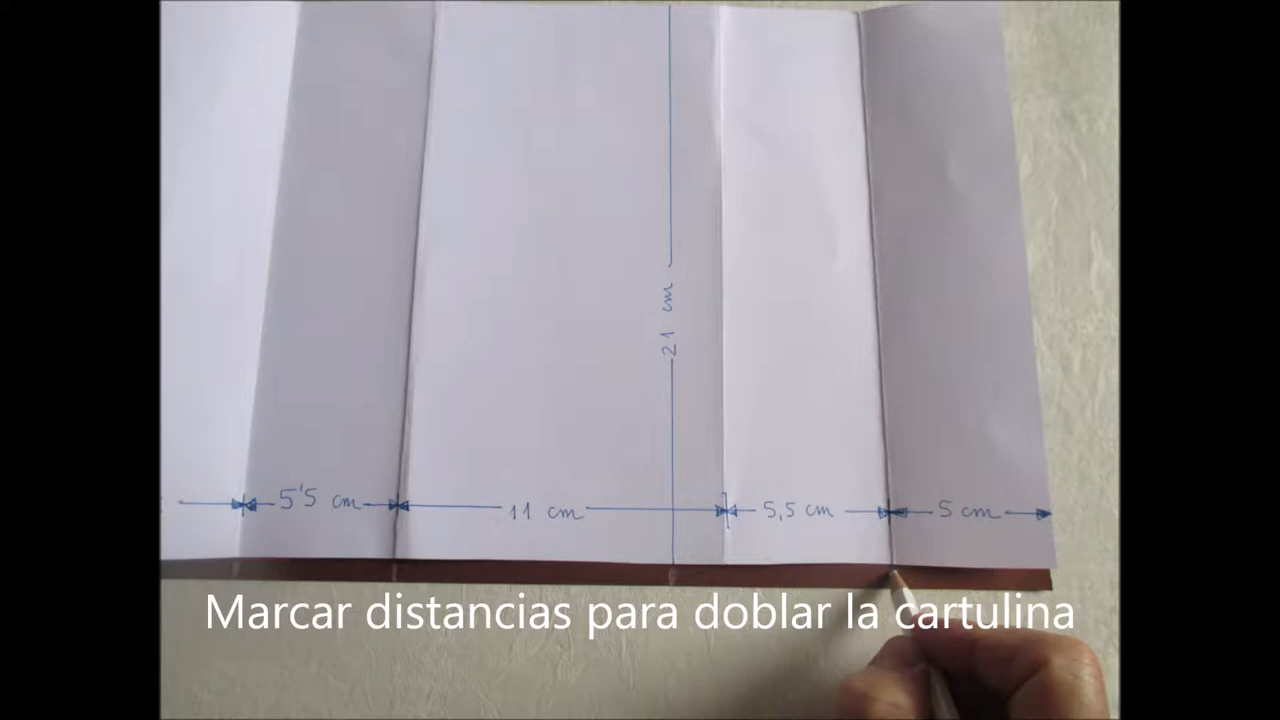 21 cm
5'5 cm
11 cm
5,5 cm
5 cm
Marcar distancias para doblar la cartulina